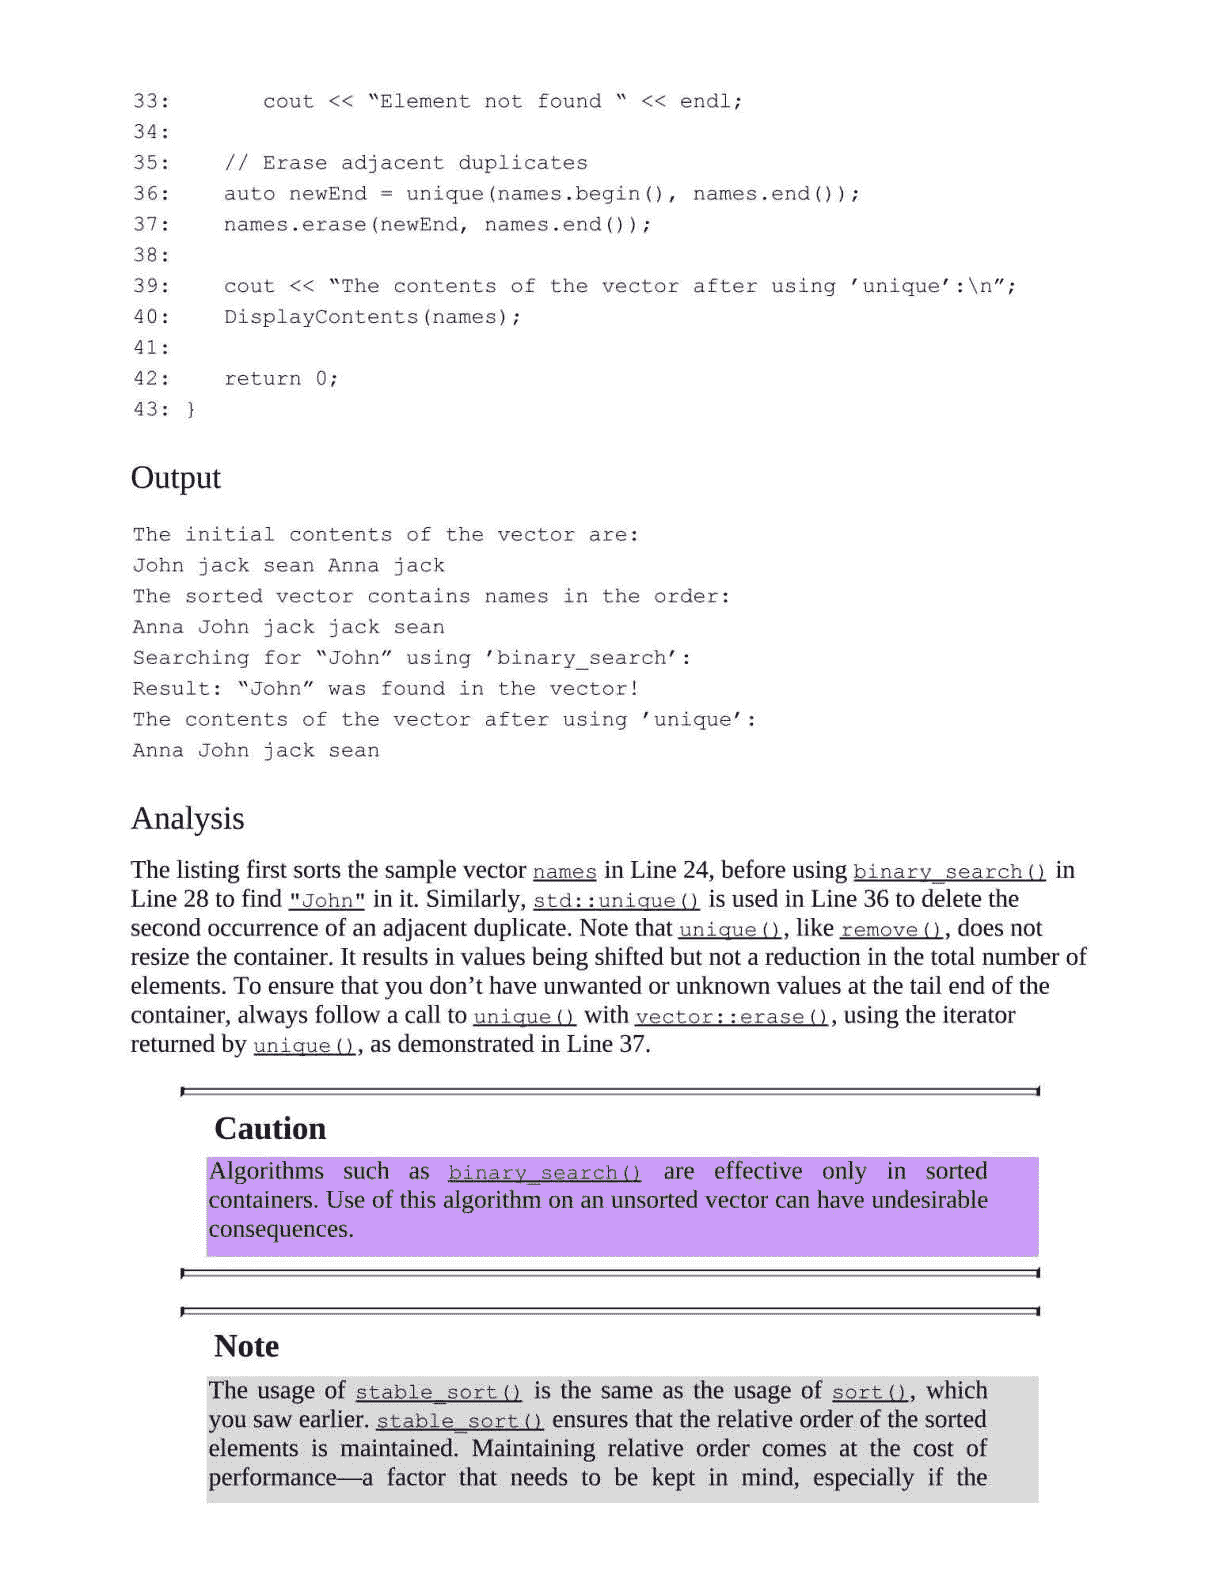 33:       cout << “Element not found “ << endl;
34:
35:    // Erase adjacent duplicates
36:    auto newEnd = unique(names.begin(), names.end());
37:    names.erase(newEnd, names.end());
38:
39:    cout << “The contents of the vector after using ’unique’:\n”;
40:    DisplayContents(names);
41:
42:    return 0;
43: }
Output
The initial contents of the vector are:
John jack sean Anna jack
The sorted vector contains names in the order:
Anna John jack jack sean
Searching for “John” using ’binary_search’:
Result: “John” was found in the vector!
The contents of the vector after using ’unique’:
Anna John jack sean
Analysis
The listing first sorts the sample vector names in Line 24, before using binary_search() in
Line 28 to find "John" in it. Similarly, std::unique() is used in Line 36 to delete the
second occurrence of an adjacent duplicate. Note that unique(), like remove(), does not
resize the container. It results in values being shifted but not a reduction in the total number of
elements. To ensure that you don’t have unwanted or unknown values at the tail end of the
container, always follow a call to unique() with vector::erase(), using the iterator
returned by unique(), as demonstrated in Line 37.
Caution
Algorithms such as binary_search() are effective only in sorted
containers. Use of this algorithm on an unsorted vector can have undesirable
consequences.
Note
The usage of stable_sort() is the same as the usage of sort(), which
you saw earlier. stable_sort() ensures that the relative order of the sorted
elements is maintained. Maintaining relative order comes at the cost of
performance—a factor that needs to be kept in mind, especially if the